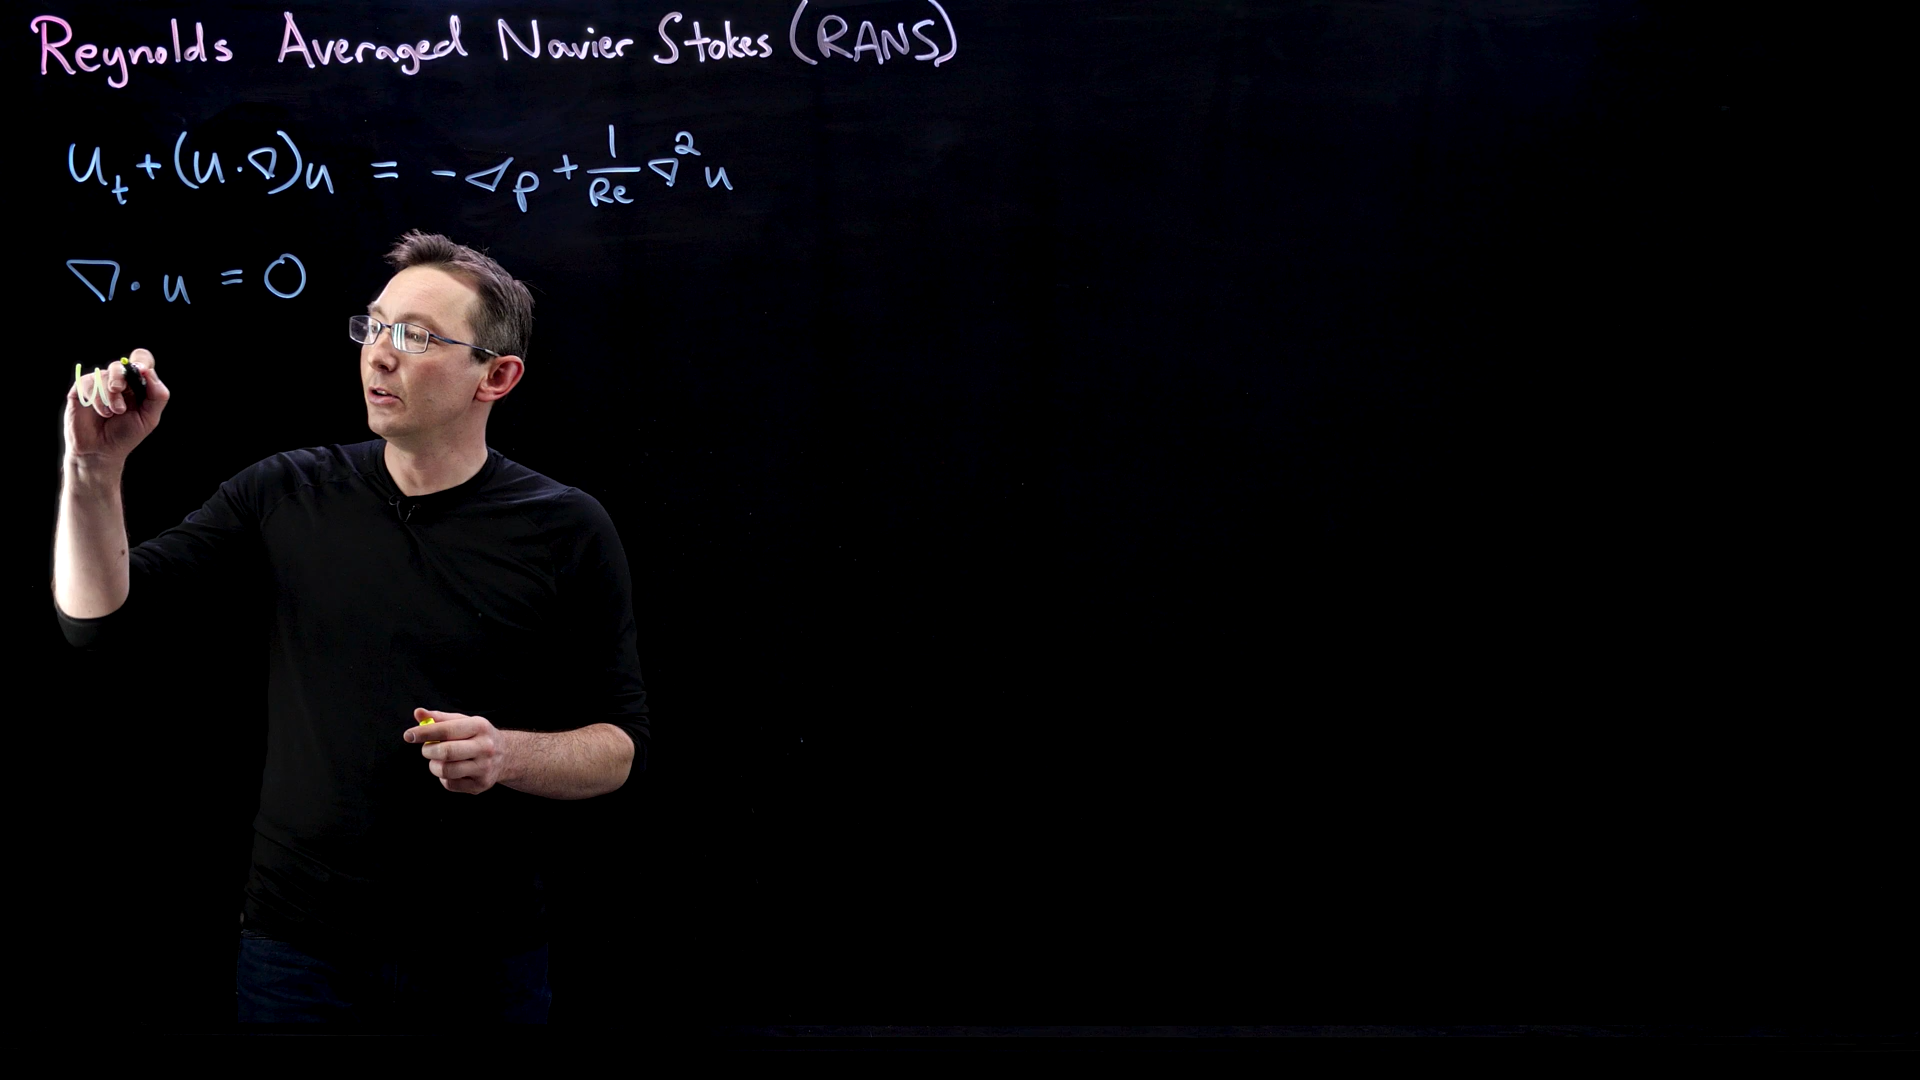 Reynolds Averaged Navier Stokes (RANS)
u_t + (u·∇)u = -∇p + 1/Re ∇²u
∇·u = 0
u